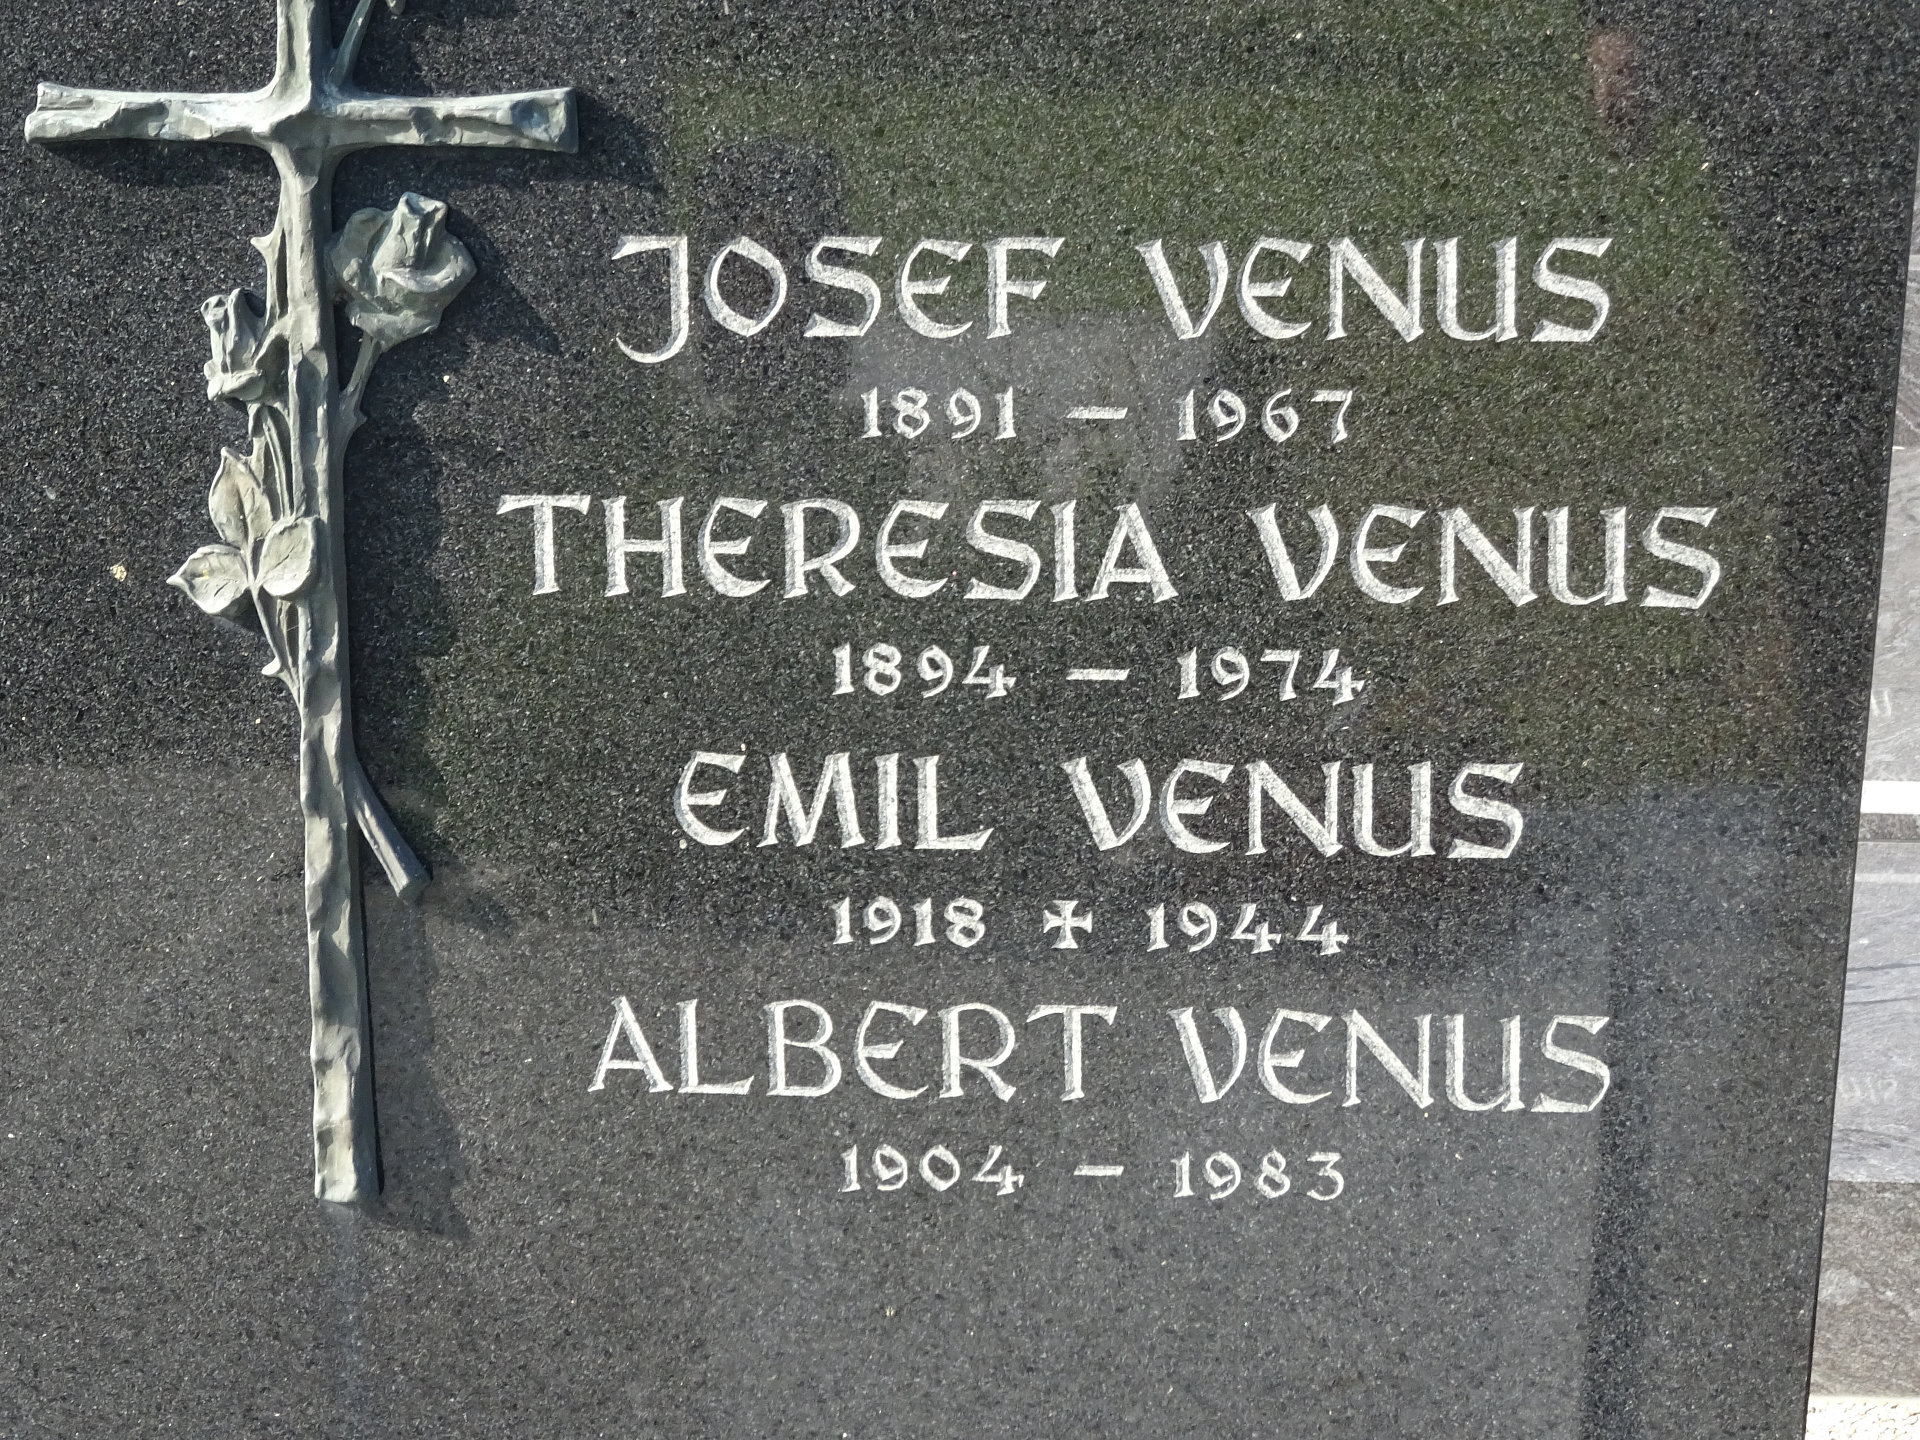 JOSEF VENUS
1891 – 1967
THERESIA VENUS
1894 – 1974
EMIL VENUS
1918 ✠ 1944
ALBERT VENUS
1904 – 1983